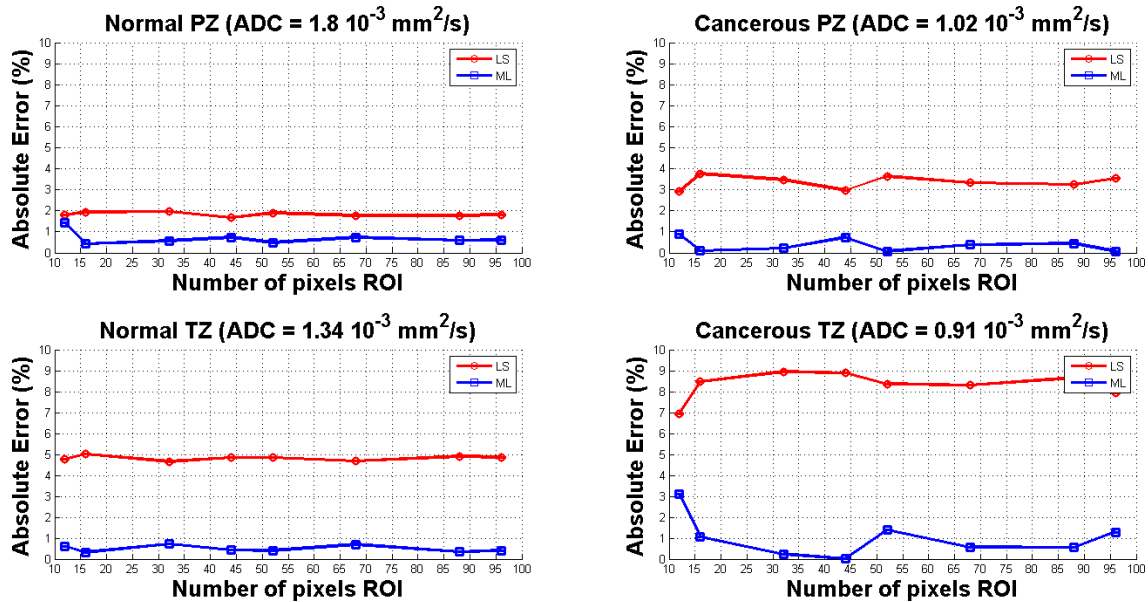 Normal PZ (ADC = 1.8 10⁻³ mm²/s)
Absolute Error (%)
10
9
8
7
6
5
4
3
2
1
0
LS
ML
10 15 20 25 30 35 40 45 50 55 60 65 70 75 80 85 90 95 100
Number of pixels ROI
Cancerous PZ (ADC = 1.02 10⁻³ mm²/s)
Absolute Error (%)
10
9
8
7
6
5
4
3
2
1
0
LS
ML
10 15 20 25 30 35 40 45 50 55 60 65 70 75 80 85 90 95 100
Number of pixels ROI
Normal TZ (ADC = 1.34 10⁻³ mm²/s)
Absolute Error (%)
10
9
8
7
6
5
4
3
2
1
0
LS
ML
10 15 20 25 30 35 40 45 50 55 60 65 70 75 80 85 90 95 100
Number of pixels ROI
Cancerous TZ (ADC = 0.91 10⁻³ mm²/s)
Absolute Error (%)
10
9
8
7
6
5
4
3
2
1
0
LS
ML
10 15 20 25 30 35 40 45 50 55 60 65 70 75 80 85 90 95 100
Number of pixels ROI